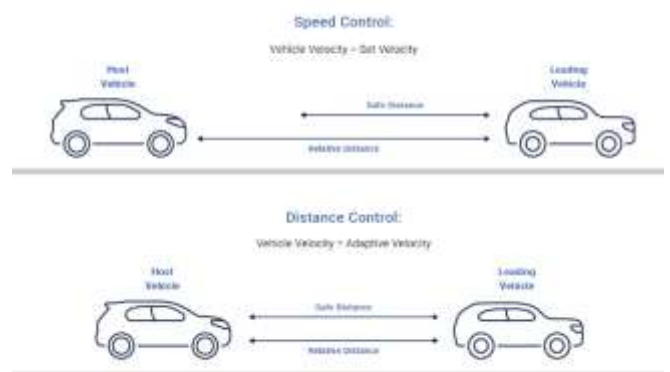 Speed Control:
Vehicle Velocity - Set Velocity
Host
Vehicle
Leading
Vehicle
Safe Distance
Relative Distance
Distance Control:
Vehicle Velocity - Adaptive Velocity
Host
Vehicle
Leading
Vehicle
Safe Distance
Relative Distance